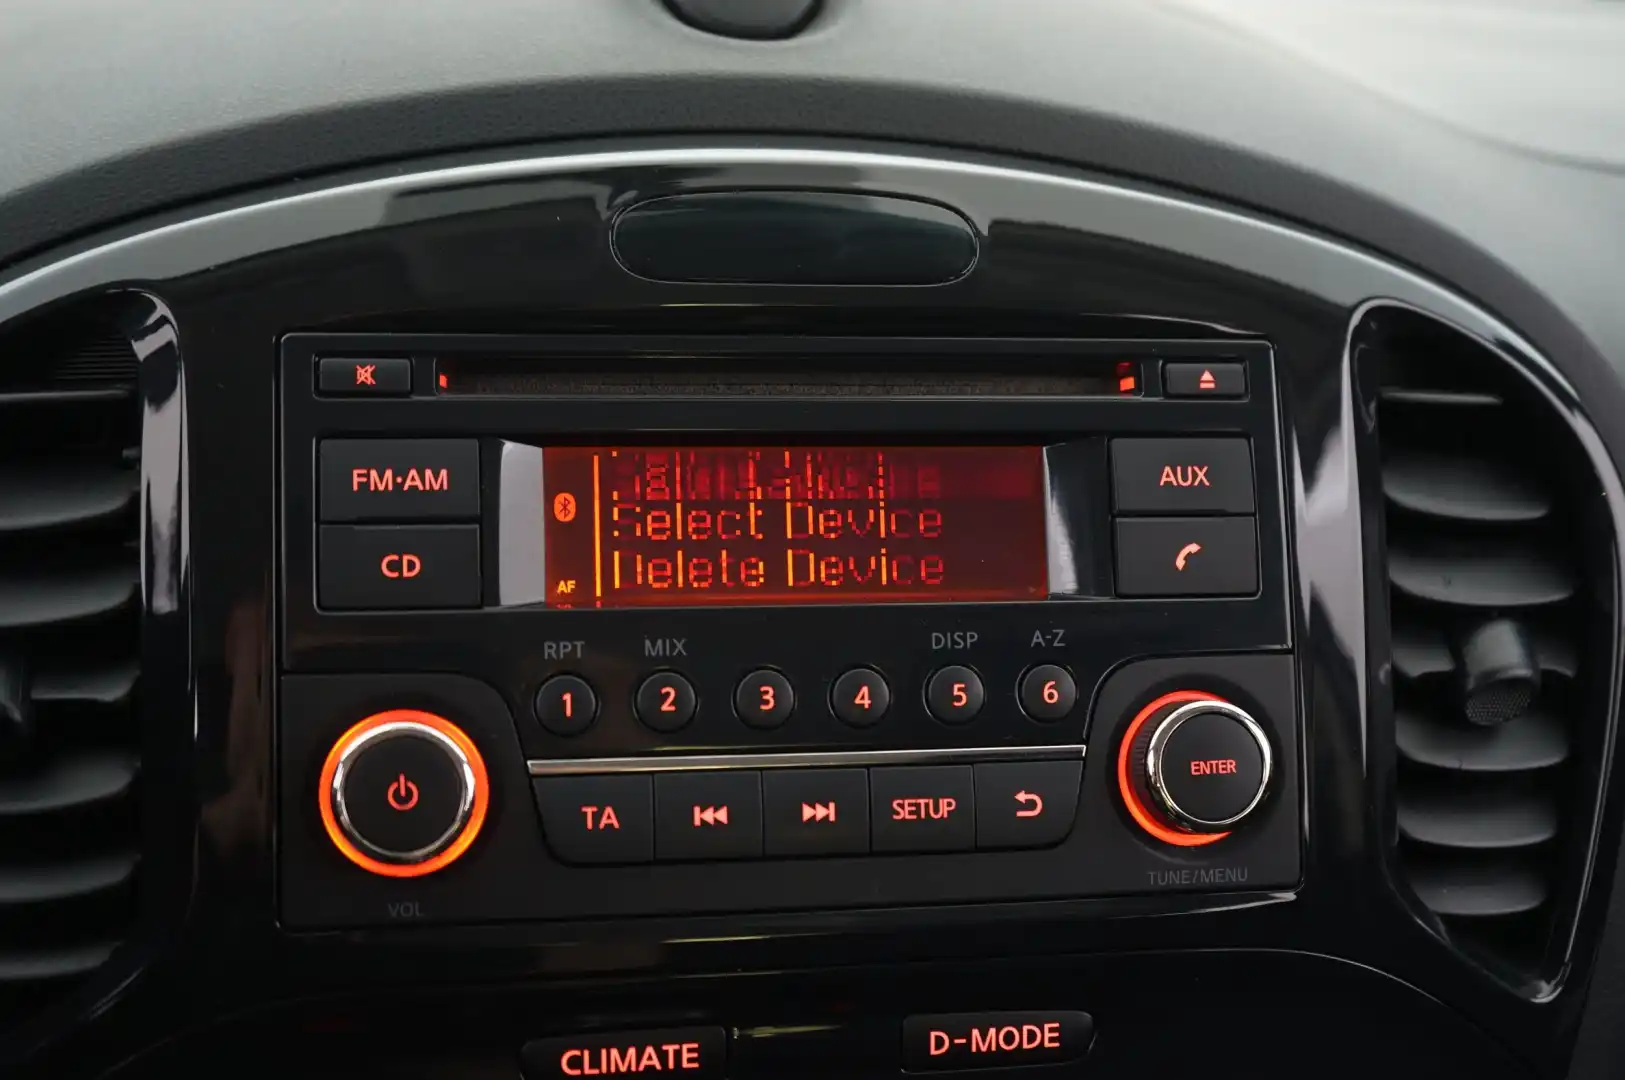 FM·AM
CD
AF
Select Device
Delete Device
AUX
RPT
MIX
DISP
A-Z
1
2
3
4
5
6
TA
SETUP
ENTER
VOL
TUNE/MENU
CLIMATE
D-MODE